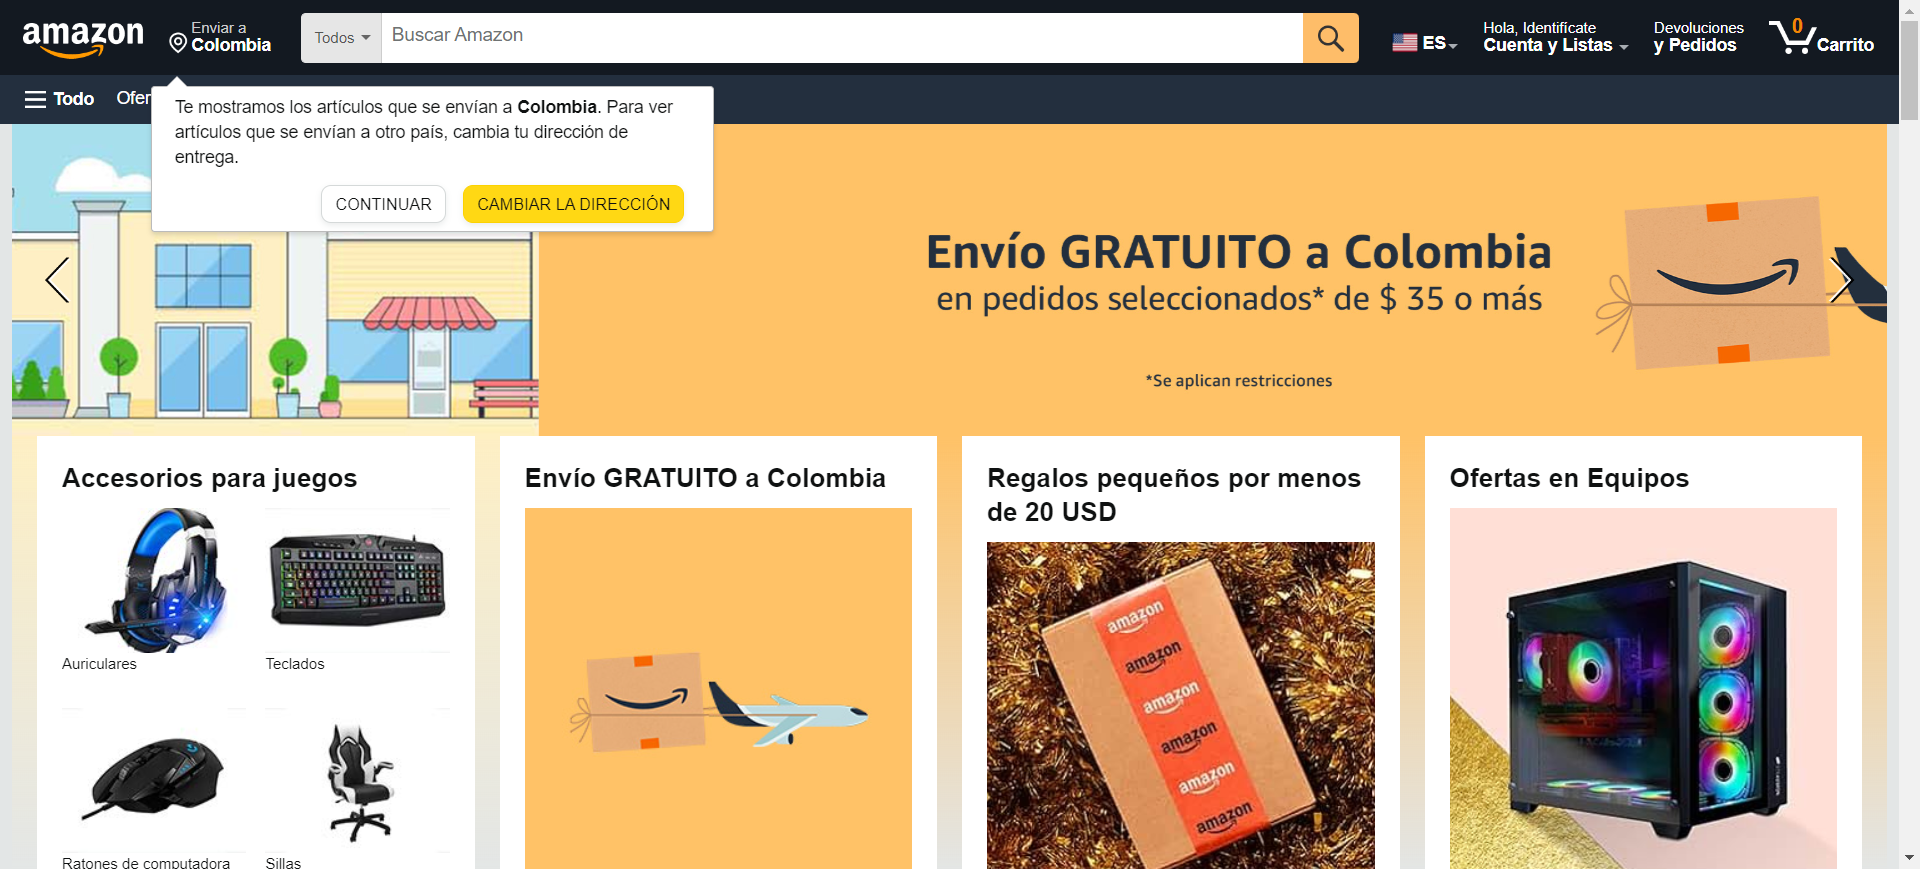 amazon
Enviar a
Colombia
Todos
Buscar Amazon
ES
Hola, Identifícate
Cuenta y Listas
Devoluciones
y Pedidos
0
Carrito
Todo
Ofer
Te mostramos los artículos que se envían a Colombia. Para ver
artículos que se envían a otro país, cambia tu dirección de
entrega.
CONTINUAR
CAMBIAR LA DIRECCIÓN
Envío GRATUITO a Colombia
en pedidos seleccionados* de $ 35 o más
*Se aplican restricciones
Accesorios para juegos
Auriculares
Teclados
Ratones de computadora
Sillas
Envío GRATUITO a Colombia
Regalos pequeños por menos
de 20 USD
amazon
amazon
amazon
amazon
amazon
amazon
Ofertas en Equipos